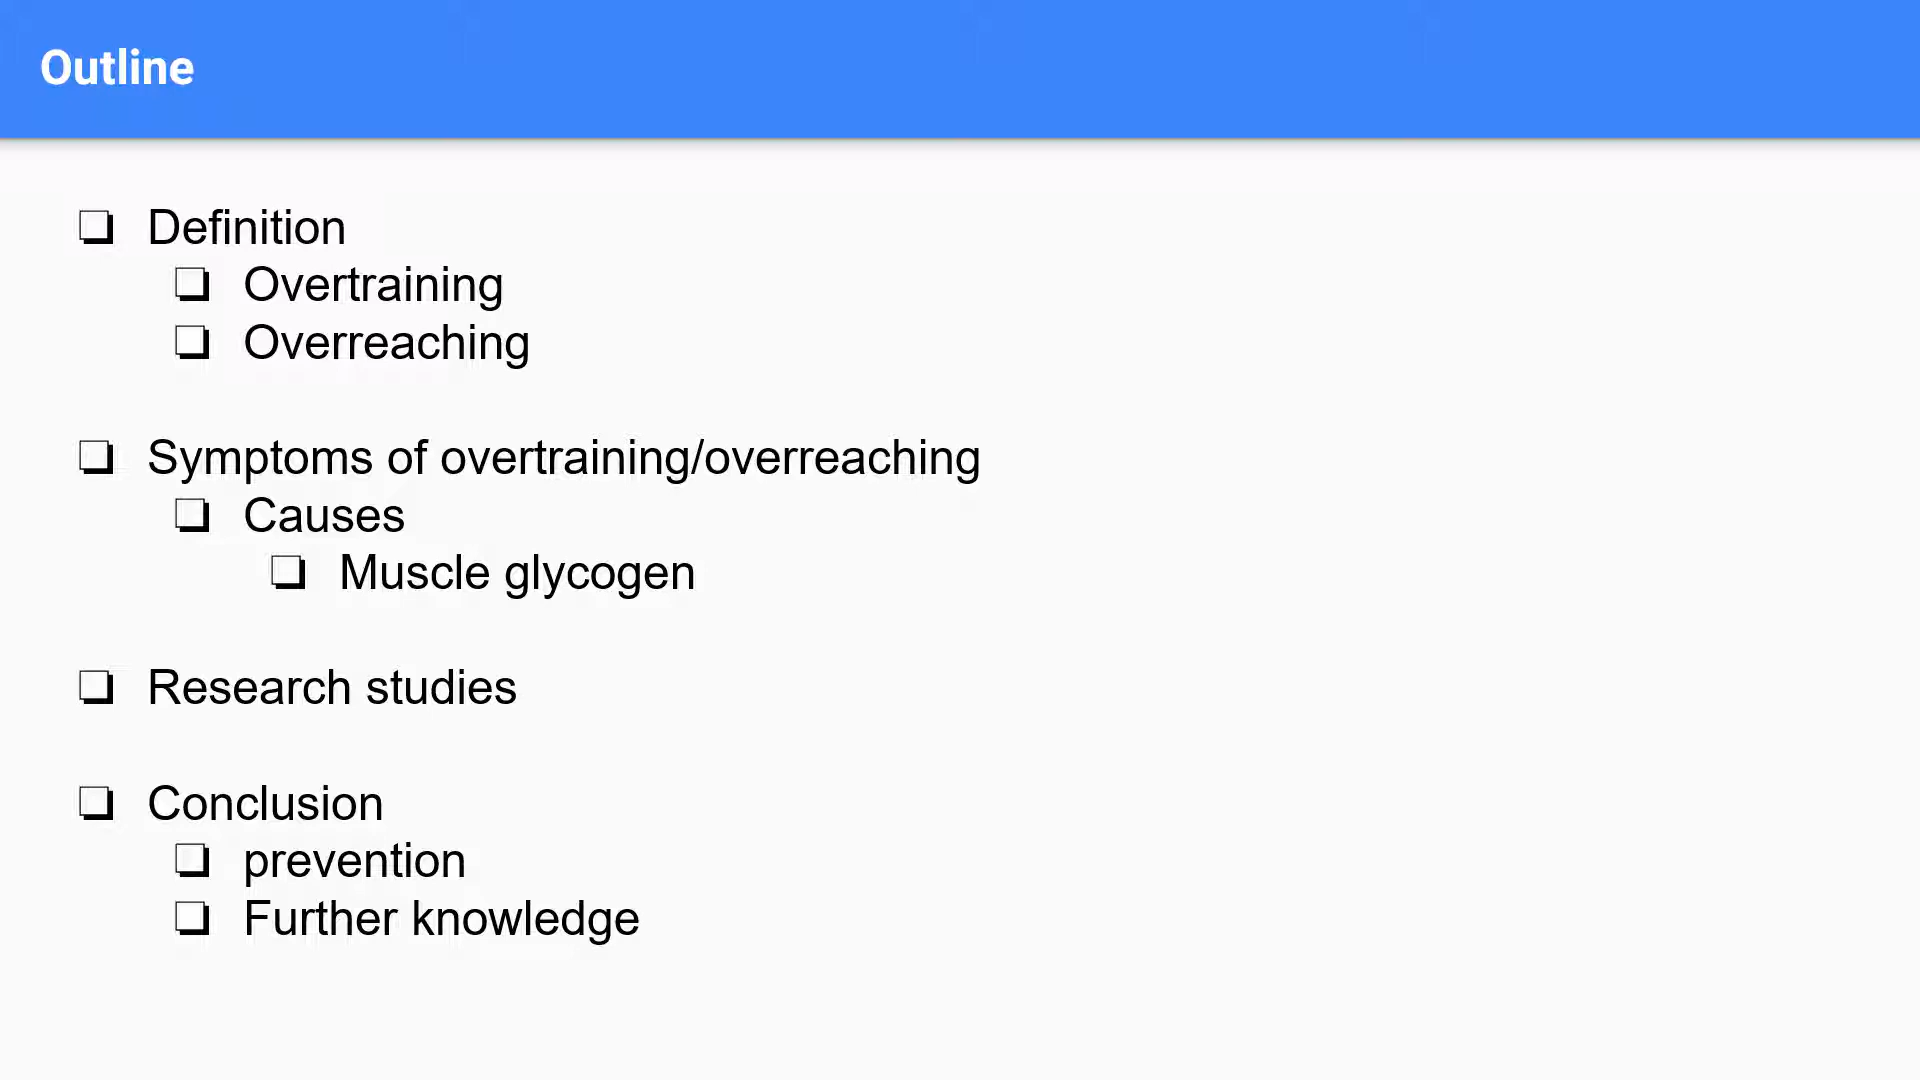 Outline
❏ Definition
❏ Overtraining
❏ Overreaching
❏ Symptoms of overtraining/overreaching
❏ Causes
❏ Muscle glycogen
❏ Research studies
❏ Conclusion
❏ prevention
❏ Further knowledge